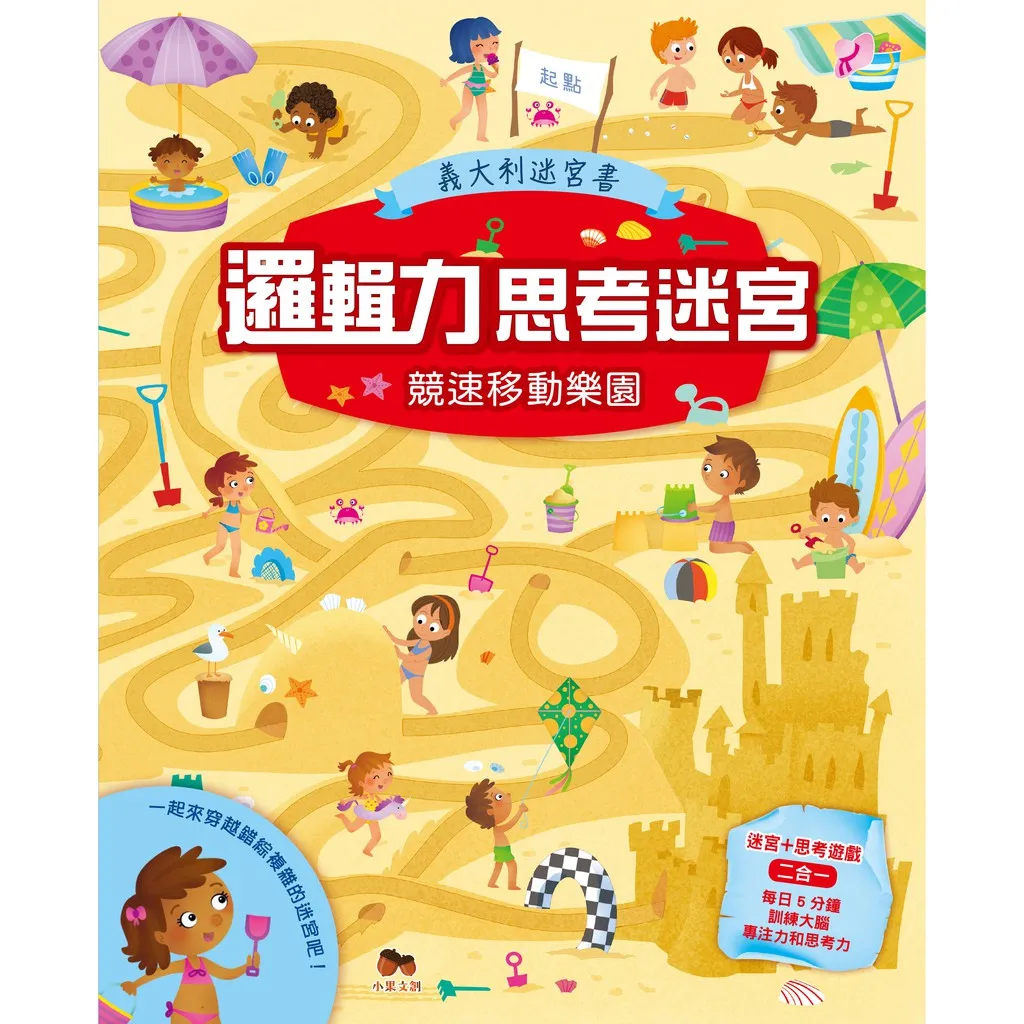 起點
義大利迷宮書
邏輯力 思考迷宮
競速移動樂園
一起來穿越錯綜複雜的迷宮吧！
迷宮+思考遊戲
二合一
每日 5 分鐘
訓練大腦
專注力和思考力
小果文創